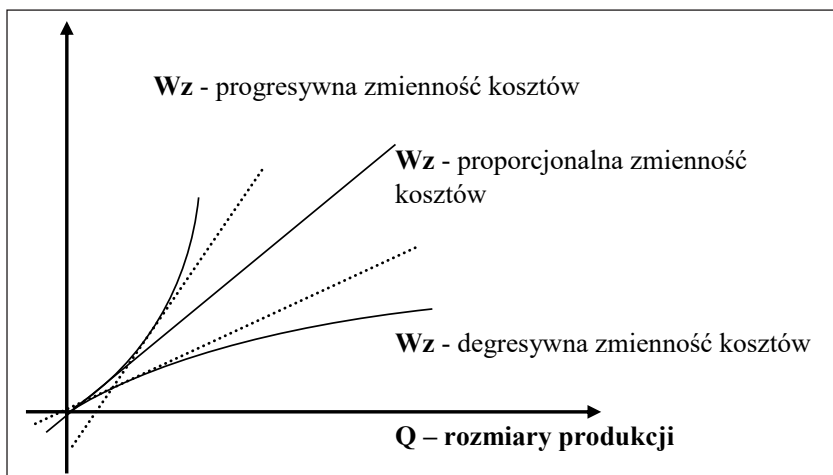 Wz - progresywna zmienność kosztów
Wz - proporcjonalna zmienność
kosztów
Wz - degresywna zmienność kosztów
Q – rozmiary produkcji